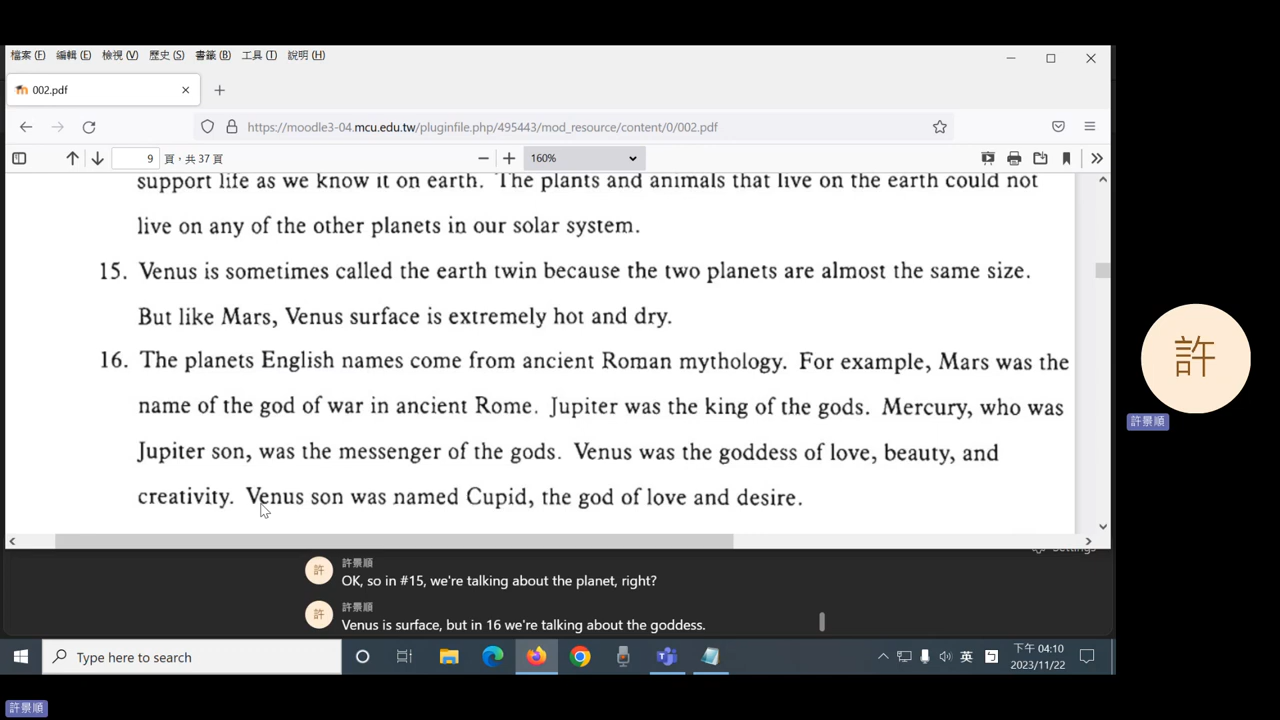 檔案 (F) 編輯 (E) 檢視 (V) 歷史 (S) 書籤 (B) 工具 (T) 說明 (H)
002.pdf
https://moodle3-04.mcu.edu.tw/pluginfile.php/495443/mod_resource/content/0/002.pdf
9 頁，共 37 頁 160%
support life as we know it on earth. The plants and animals that live on the earth could not
live on any of the other planets in our solar system.
15. Venus is sometimes called the earth twin because the two planets are almost the same size.
But like Mars, Venus surface is extremely hot and dry.
16. The planets English names come from ancient Roman mythology. For example, Mars was the
name of the god of war in ancient Rome. Jupiter was the king of the gods. Mercury, who was
Jupiter son, was the messenger of the gods. Venus was the goddess of love, beauty, and
creativity. Venus son was named Cupid, the god of love and desire.
許
許景順
Settings
許 許景順
OK, so in #15, we're talking about the planet, right?
許 許景順
Venus is surface, but in 16 we're talking about the goddess.
Type here to search
英
下午 04:10
2023/11/22
許景順